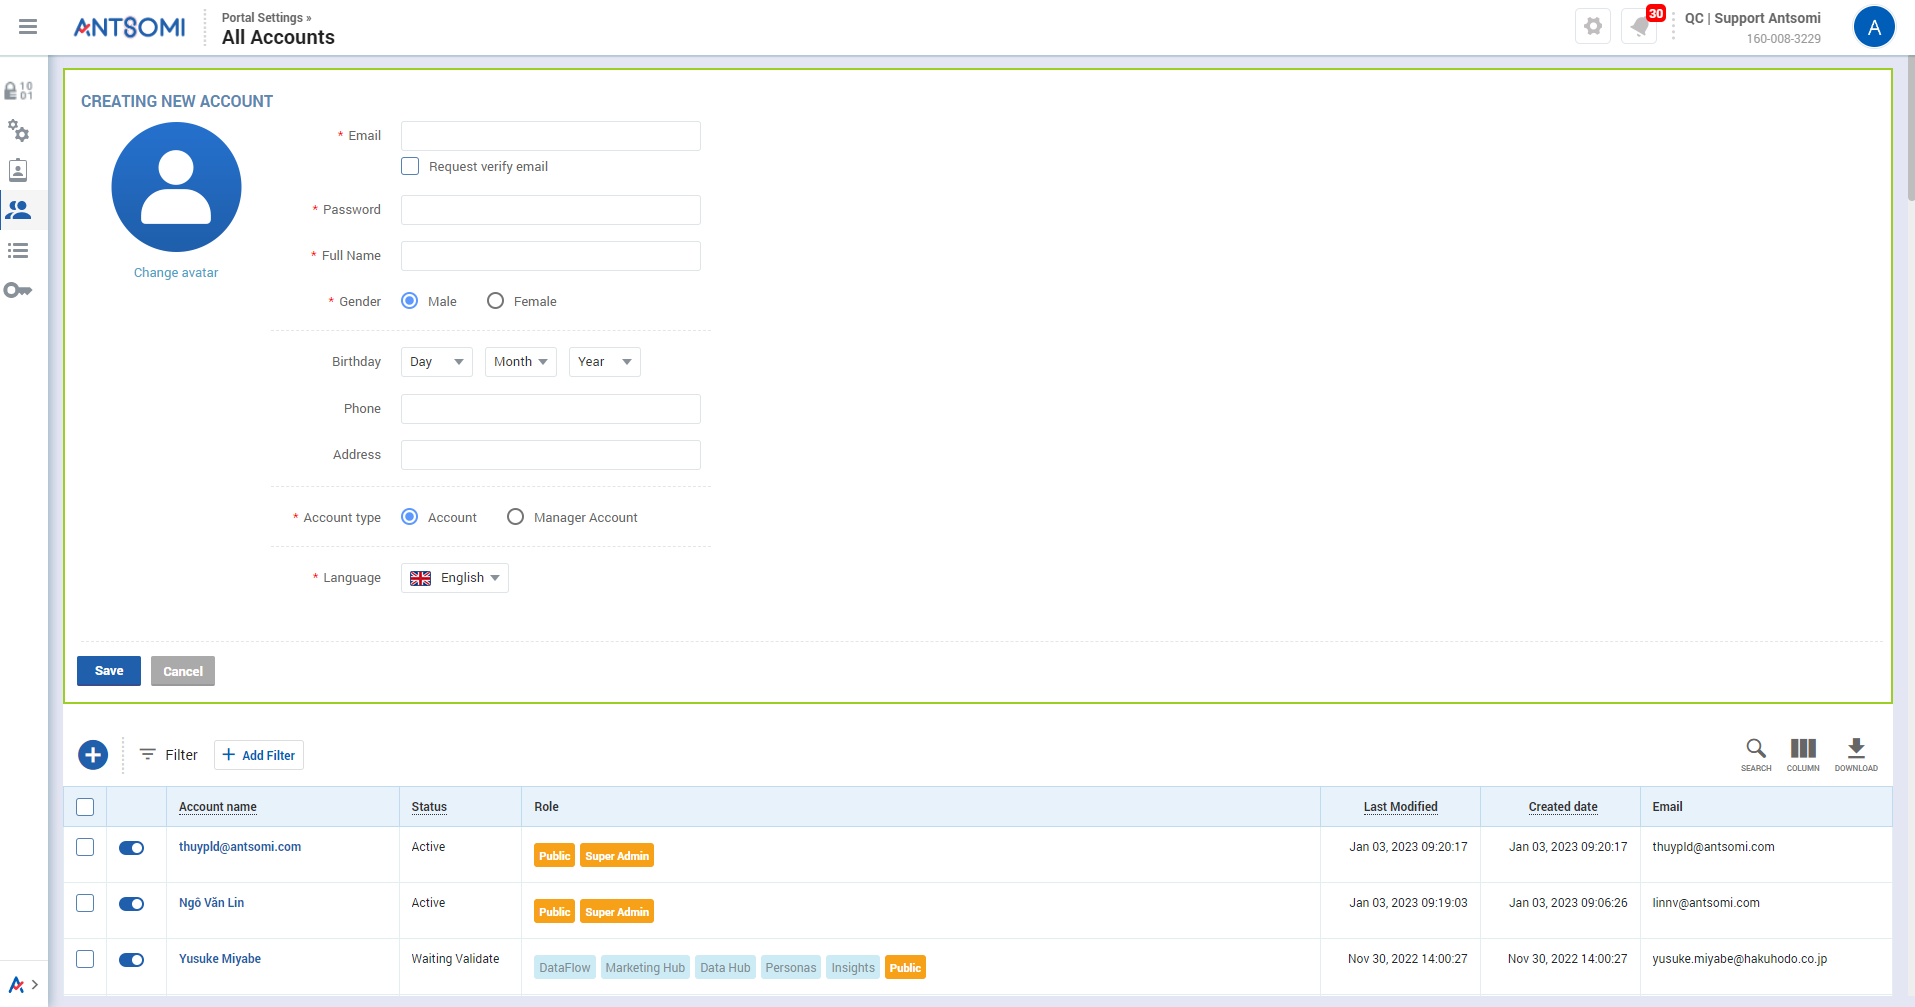 ANTSOMI
Portal Settings »
All Accounts
30
QC | Support Antsomi
160-008-3229
A
10
01
CREATING NEW ACCOUNT
Change avatar
* Email
Request verify email
* Password
* Full Name
* Gender Male Female
Birthday Day Month Year
Phone
Address
* Account type Account Manager Account
* Language English
Save Cancel
Filter Add Filter
SEARCH COLUMN DOWNLOAD
Account name Status Role Last Modified Created date Email
thuypld@antsomi.com Active Public Super Admin Jan 03, 2023 09:20:17 Jan 03, 2023 09:20:17 thuypld@antsomi.com
Ngô Văn Lin Active Public Super Admin Jan 03, 2023 09:19:03 Jan 03, 2023 09:06:26 linnv@antsomi.com
Yusuke Miyabe Waiting Validate DataFlow Marketing Hub Data Hub Personas Insights Public Nov 30, 2022 14:00:27 Nov 30, 2022 14:00:27 yusuke.miyabe@hakuhodo.co.jp